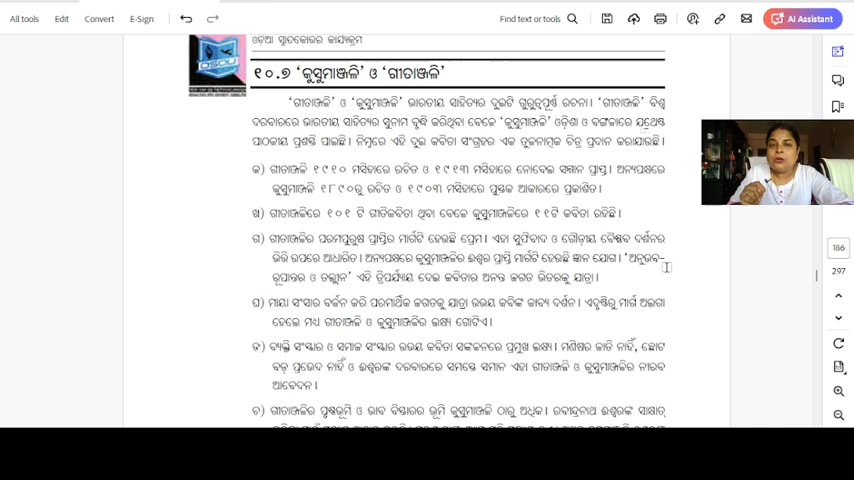 All tools Edit Convert E-Sign Find text or tools AI Assistant
ଓଡ଼ିଆ ସ୍ନାତକୋତ୍ତର କାର୍ଯ୍ୟକ୍ରମ
OSOU
୧୦.୭ ‘କୁସୁମାଞ୍ଜଳି’ ଓ ‘ଗୀତାଞ୍ଜଳି’
‘ଗୀତାଞ୍ଜଳି’ ଓ ‘କୁସୁମାଞ୍ଜଳି’ ଭାରତୀୟ ସାହିତ୍ୟର ଦୁଇଟି ଗୁରୁତ୍ୱପୂର୍ଣ୍ଣ ରଚନା। ‘ଗୀତାଞ୍ଜଳି’ ବିଶ୍ୱ
ଦରବାରରେ ଭାରତୀୟ ସାହିତ୍ୟର ସୁନାମ ବୃଦ୍ଧି କରିଥିବା ବେଳେ ‘କୁସୁମାଞ୍ଜଳି’ ଓଡ଼ିଶା ଓ ବଙ୍ଗଳାରେ ଯଥେଷ୍ଟ
ପାଠକୀୟ ପ୍ରଶସ୍ତି ପାଇଛି। ନିମ୍ନରେ ଏହି ଦୁଇ କବିତା ସଂଗ୍ରହର ଏକ ତୁଳନାତ୍ମକ ଚିତ୍ର ପ୍ରଦାନ କରାଯାଉଛି।
କ) ଗୀତାଞ୍ଜଳି ୧୯୧୦ ମସିହାରେ ରଚିତ ଓ ୧୯୧୩ ମସିହାରେ ନୋବେଲ ସମ୍ମାନ ପ୍ରାପ୍ତ। ଅନ୍ୟପକ୍ଷରେ
କୁସୁମାଞ୍ଜଳି ୧୮୯୦ରୁ ରଚିତ ଓ ୧୯୦୩ ମସିହାରେ ପୁସ୍ତକ ଆକାରରେ ପ୍ରକାଶିତ।
ଖ) ଗୀତାଞ୍ଜଳିରେ ୧୦୧ ଟି ଗୀତିକବିତା ଥିବା ବେଳେ କୁସୁମାଞ୍ଜଳିରେ ୧୧ଟି କବିତା ରହିଛି।
ଗ) ଗୀତାଞ୍ଜଳିର ପରମପୁରୁଷ ପ୍ରାପ୍ତିର ମାର୍ଗଟି ହେଉଛି ପ୍ରେମ। ଏହା ସୁଫିବାଦ ଓ ଗୌଡ଼ୀୟ ବୈଷ୍ଣବ ଦର୍ଶନର
ଭିତ୍ତି ଉପରେ ଆଧାରିତ। ଅନ୍ୟପକ୍ଷରେ କୁସୁମାଞ୍ଜଳିର ଈଶ୍ୱର ପ୍ରାପ୍ତି ମାର୍ଗଟି ହେଉଛି ଜ୍ଞାନ ଯୋଗ। ‘ଅନୁଭବ-
ରୂପାନ୍ତର ଓ ତଲ୍ଲୀନ’ ଏହି ତ୍ରିପର୍ଯ୍ୟାୟ ଦେଇ କବିତାର ଅନନ୍ତ ଜଗତ ଭିତରକୁ ଯାତ୍ରା।
ଘ) ମାୟା ସଂସାର ବର୍ଜନ କରି ପରମାର୍ଥିକ ଜଗତକୁ ଯାତ୍ରା ଉଭୟ କବିଙ୍କ କାବ୍ୟ ଦର୍ଶନ। ଏଦୃଷ୍ଟିରୁ ମାର୍ଗ ଅଲଗା
ହେଲେ ମଧ୍ୟ ଗୀତାଞ୍ଜଳି ଓ କୁସୁମାଞ୍ଜଳିର ଲକ୍ଷ୍ୟ ଗୋଟିଏ।
ଙ) ବ୍ୟକ୍ତି ସଂସ୍କାର ଓ ସମାଜ ସଂସ୍କାର ଉଭୟ କବିତା ସଙ୍କଳନରେ ପ୍ରମୁଖ ଲକ୍ଷ୍ୟ। ମଣିଷର ଜାତି ନାହିଁ, ଛୋଟ
ବଡ଼ ପ୍ରଭେଦ ନାହିଁ ଓ ଈଶ୍ୱରଙ୍କ ଦରବାରରେ ସମସ୍ତେ ସମାନ ଏହା ଗୀତାଞ୍ଜଳି ଓ କୁସୁମାଞ୍ଜଳିର ନୀରବ
ଆବେଦନ।
ଚ) ଗୀତାଞ୍ଜଳିର ପୃଷ୍ଠଭୂମି ଓ ଭାବ ବିସ୍ତାରର ଭୂମି କୁସୁମାଞ୍ଜଳି ଠାରୁ ଅଧିକ। ରବୀନ୍ଦ୍ରନାଥ ଈଶ୍ୱରଙ୍କ ସାକ୍ଷାତ୍
186
297